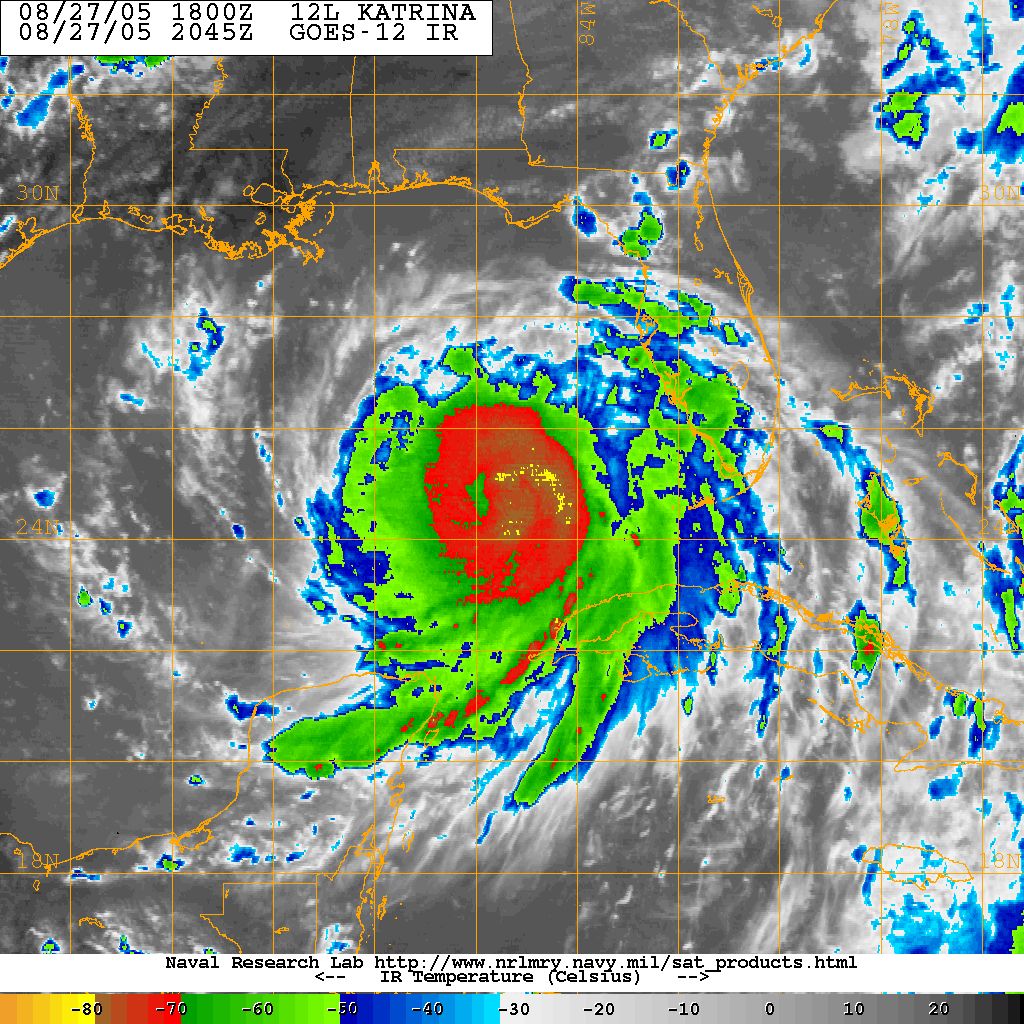 08/27/05 1800Z 12L KATRINA
08/27/05 2045Z GOES-12 IR
84W
78W
30N
30N
24N
24N
18N
18N
Naval Research Lab http://www.nrlmry.navy.mil/sat_products.html
<-- IR Temperature (Celsius) -->
-80 -70 -60 -50 -40 -30 -20 -10 0 10 20